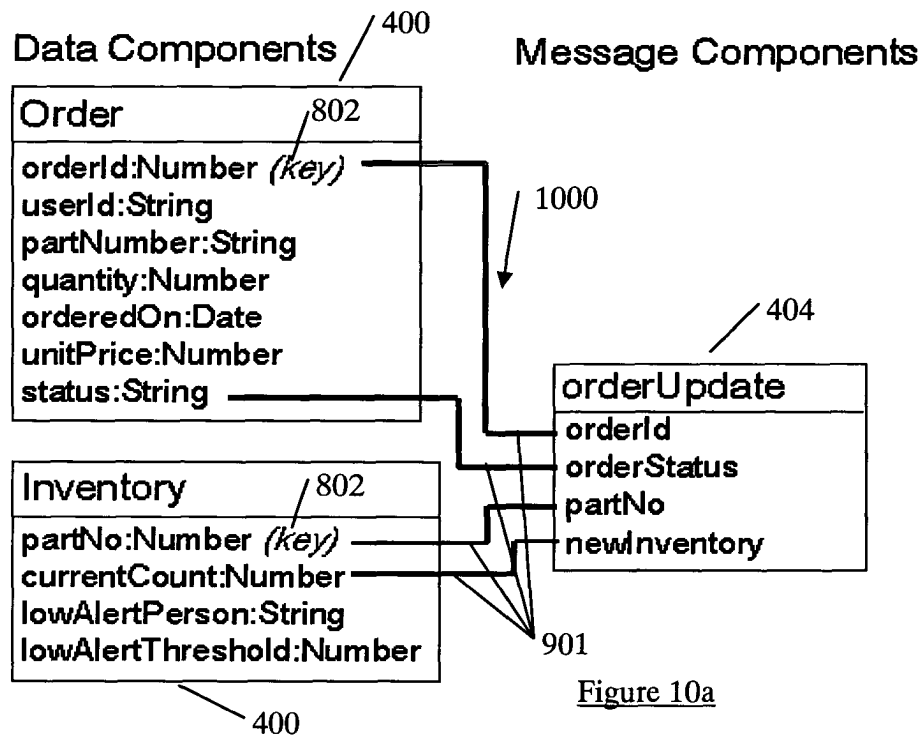 400
Data Components
Message Components
Order
802
orderId:Number (key)
userId:String
partNumber:String
quantity:Number
orderedOn:Date
unitPrice:Number
status:String
1000
404
orderUpdate
orderId
orderStatus
partNo
newInventory
Inventory
802
partNo:Number (key)
currentCount:Number
lowAlertPerson:String
lowAlertThreshold:Number
901
400
Figure 10a